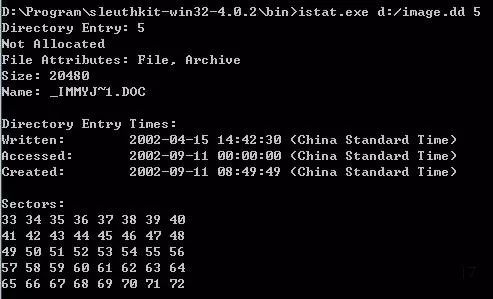 D:\Program\sleuthkit-win32-4.0.2\bin>istat.exe d:/image.dd 5
Directory Entry: 5
Not Allocated
File Attributes: File, Archive
Size: 20480
Name: _IMMYJ~1.DOC
Directory Entry Times:
Written: 2002-04-15 14:42:30 (China Standard Time)
Accessed: 2002-09-11 00:00:00 (China Standard Time)
Created: 2002-09-11 08:49:49 (China Standard Time)
Sectors:
33 34 35 36 37 38 39 40
41 42 43 44 45 46 47 48
49 50 51 52 53 54 55 56
57 58 59 60 61 62 63 64
65 66 67 68 69 70 71 72
17